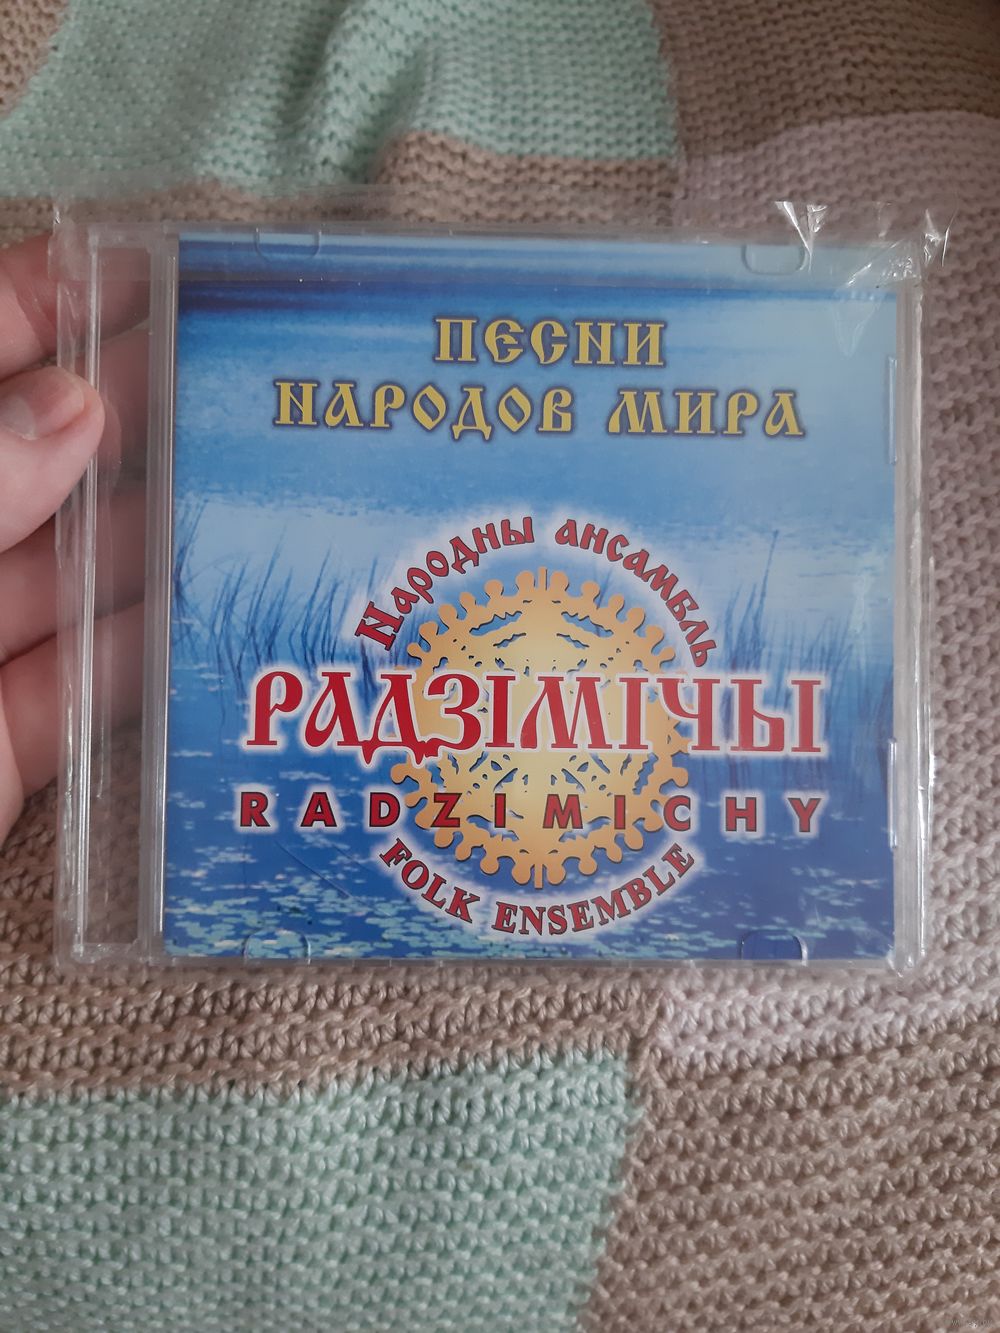 ПЕСНИ
НАРОДОВ МИРА
Народны ансамбль
РАДЗІМІЧЫ
RADZIMICHY
FOLK ENSEMBLE